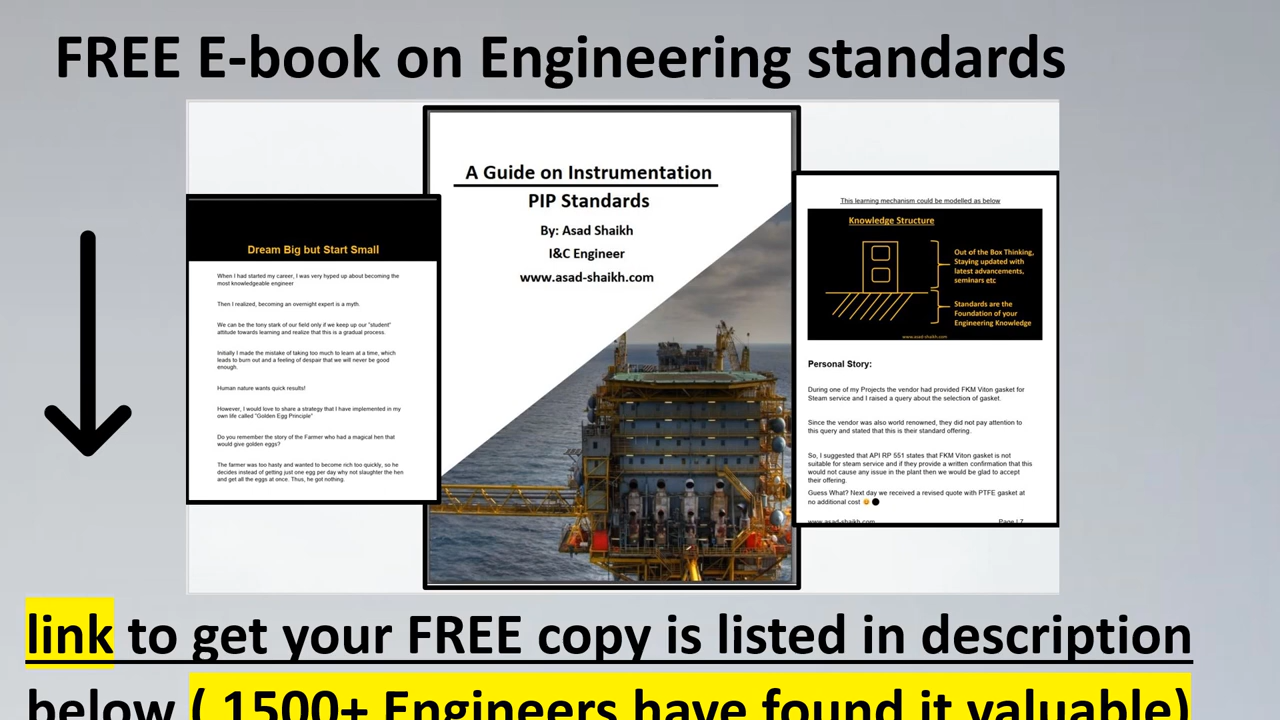 FREE E-book on Engineering standards
A Guide on Instrumentation
PIP Standards
By: Asad Shaikh
I&C Engineer
www.asad-shaikh.com
Dream Big but Start Small
When I had started my career, I was very hyped up about becoming the
most knowledgeable engineer
Then I realized, becoming an overnight expert is a myth.
We can be the tony stark of our field only if we keep up our "student"
attitude towards learning and realize that this is a gradual process.
Initially I made the mistake of taking too much to learn at a time, which
leads to burn out and a feeling of despair that we will never be good
enough.
Human nature wants quick results!
However, I would love to share a strategy that I have implemented in my
own life called "Golden Egg Principle"
Do you remember the story of the Farmer who had a magical hen that
would give golden eggs?
The farmer was too hasty and wanted to become rich too quickly, so he
decides instead of getting just one egg per day why not slaughter the hen
and get all the eggs at once. Thus, he got nothing.
This learning mechanism could be modelled as below
Knowledge Structure
Out of the Box Thinking,
Staying updated with
latest advancements,
seminars etc
Standards are the
Foundation of your
Engineering Knowledge
www.asad-shaikh.com
Personal Story:
During one of my Projects the vendor had provided FKM Viton gasket for
Steam service and I raised a query about the selection of gasket.
Since the vendor was also world renowned, they did not pay attention to
this query and stated that this is their standard offering.
So, I suggested that API RP 551 states that FKM Viton gasket is not
suitable for steam service and if they provide a written confirmation that this
would not cause any issue in the plant then we would be glad to accept
their offering.
Guess What? Next day we received a revised quote with PTFE gasket at
no additional cost
www.asad-shaikh.com Page | 7
link to get your FREE copy is listed in description
below ( 1500+ Engineers have found it valuable)